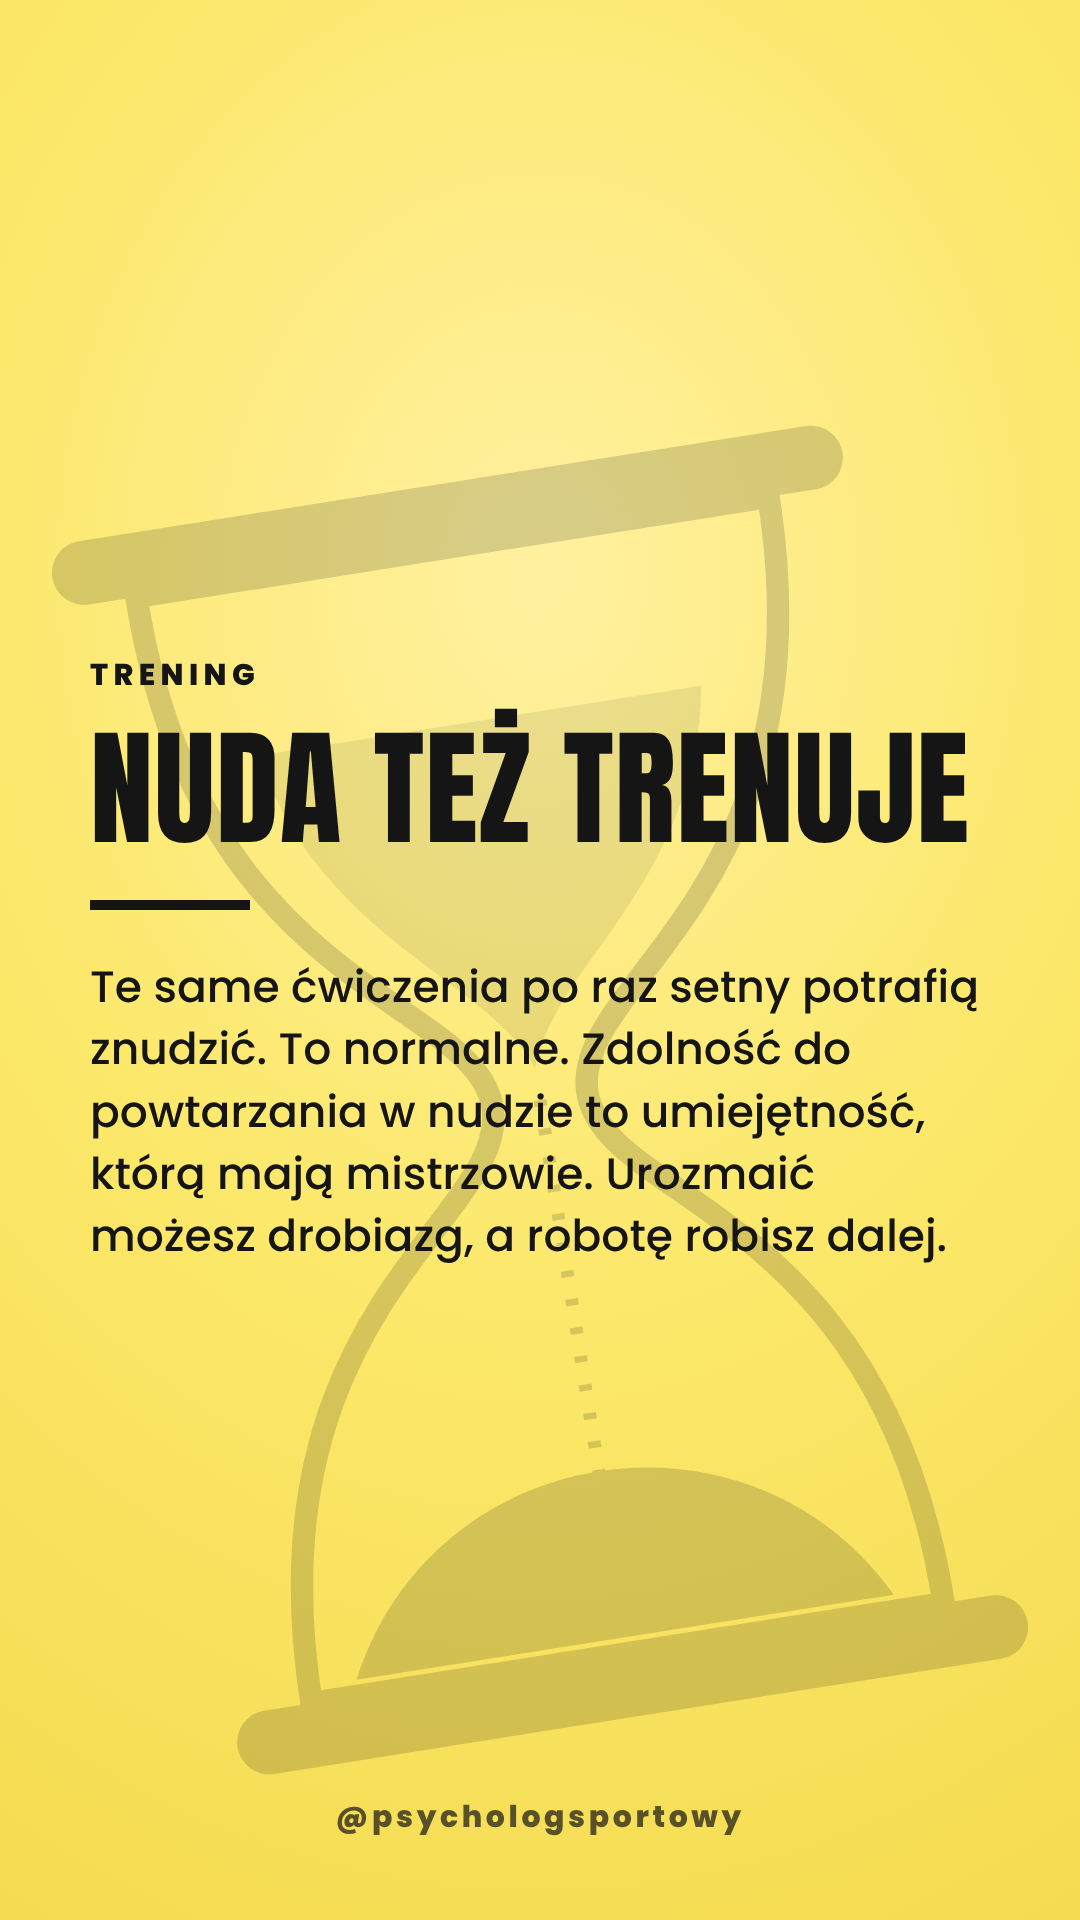 TRENING
NUDA TEŻ TRENUJE
Te same ćwiczenia po raz setny potrafią
znudzić. To normalne. Zdolność do
powtarzania w nudzie to umiejętność,
którą mają mistrzowie. Urozmaić
możesz drobiazg, a robotę robisz dalej.
@psychologsportowy